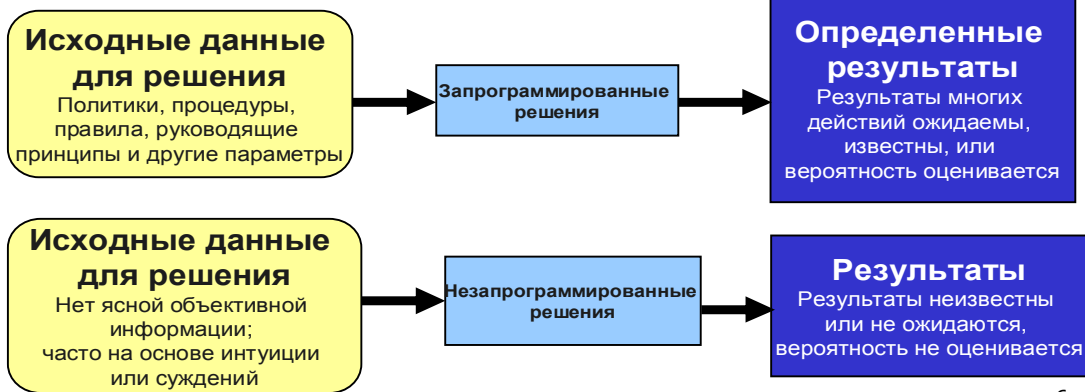 Исходные данные
для решения
Политики, процедуры,
правила, руководящие
принципы и другие параметры
Запрограммированные
решения
Определенные
результаты
Результаты многих
действий ожидаемы,
известны, или
вероятность оценивается
Исходные данные
для решения
Нет ясной объективной
информации;
часто на основе интуиции
или суждений
Незапрограммированные
решения
Результаты
Результаты неизвестны
или не ожидаются,
вероятность не оценивается